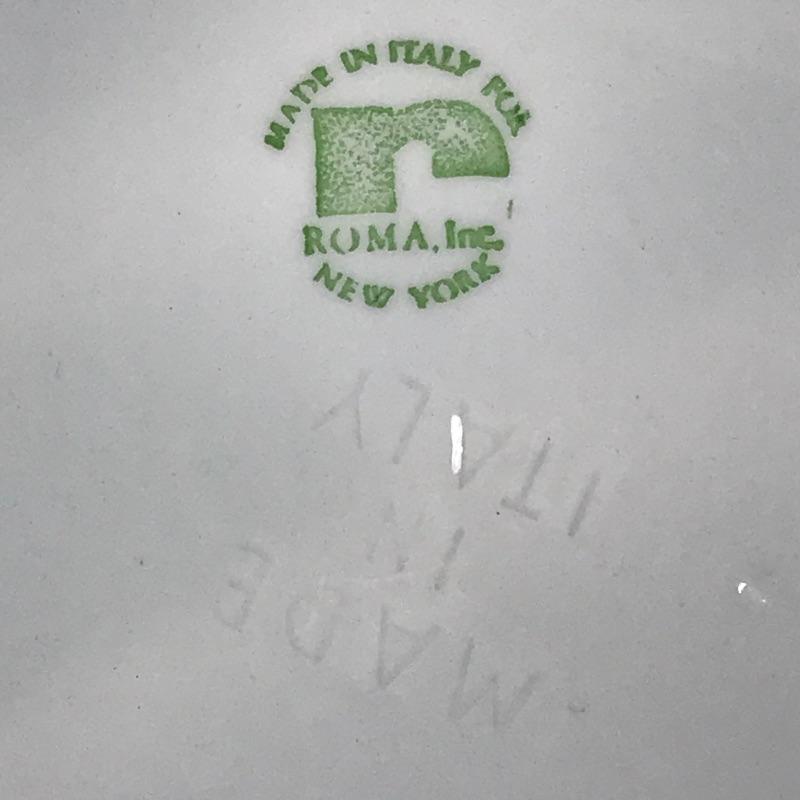 MADE IN ITALY FOR
r
ROMA, Inc.
NEW YORK
MADE
IN
ITALY